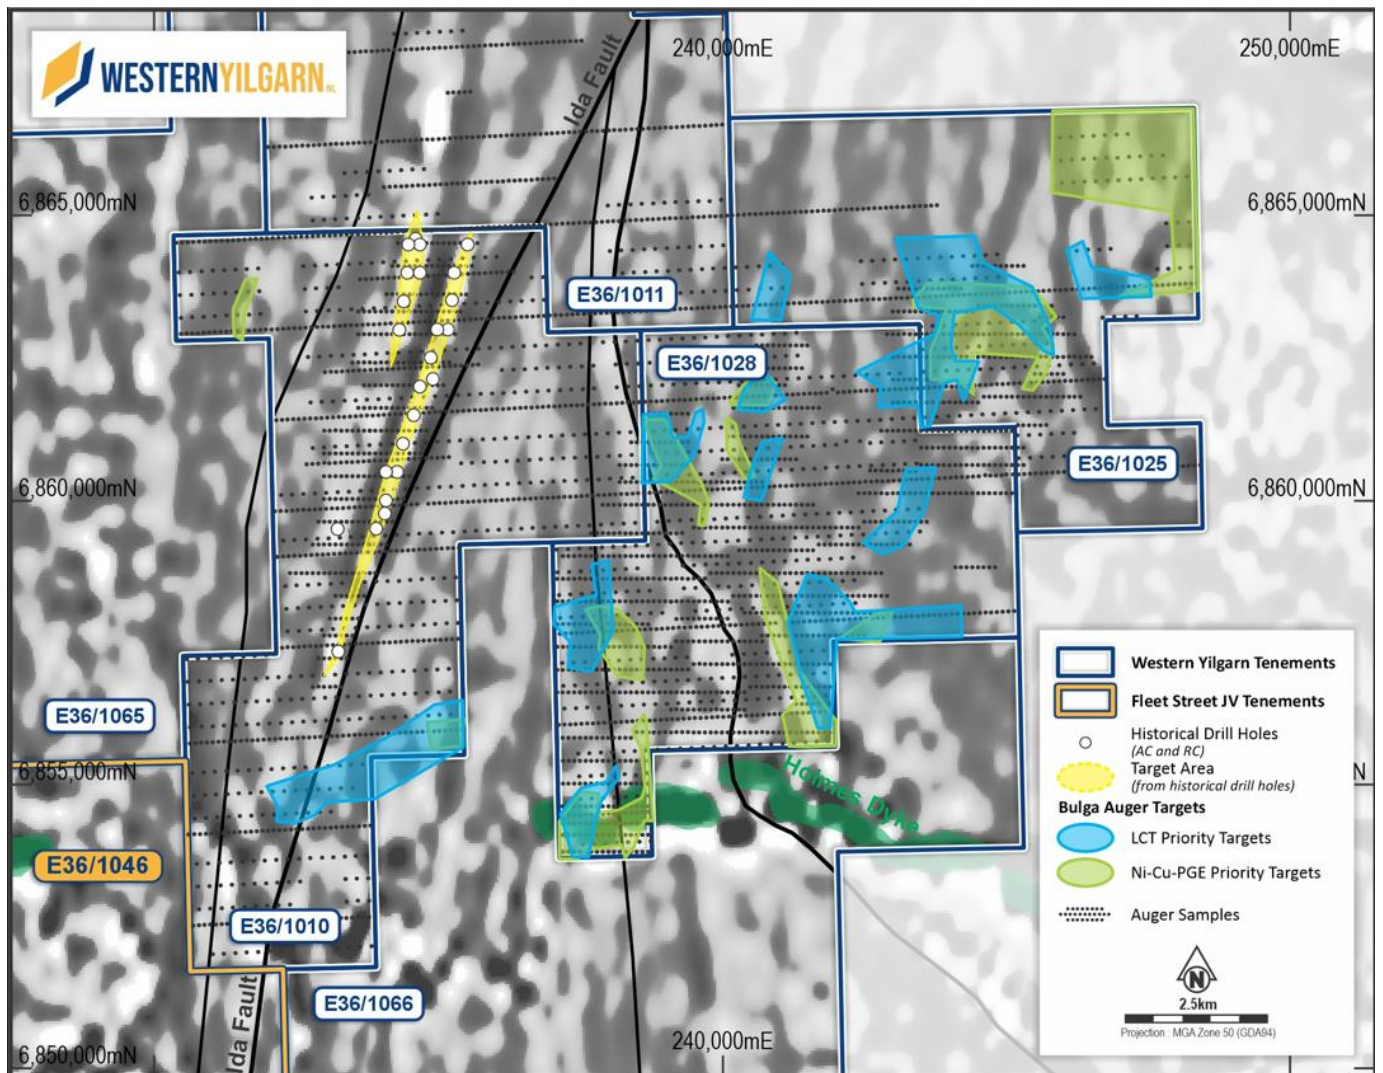 240,000mE
250,000mE
WESTERNYILGARN NL
Ida Fault
6,865,000mN
6,865,000mN
E36/1011
E36/1028
E36/1025
6,860,000mN
6,860,000mN
E36/1065
6,855,000mN
N
Holmes Dyke
E36/1046
E36/1010
E36/1066
Ida Fault
240,000mE
6,850,000mN
Western Yilgarn Tenements
Fleet Street JV Tenements
Historical Drill Holes
(AC and RC)
Target Area
(from historical drill holes)
Bulga Auger Targets
LCT Priority Targets
Ni-Cu-PGE Priority Targets
Auger Samples
N
2.5km
Projection : MGA Zone 50 (GDA94)